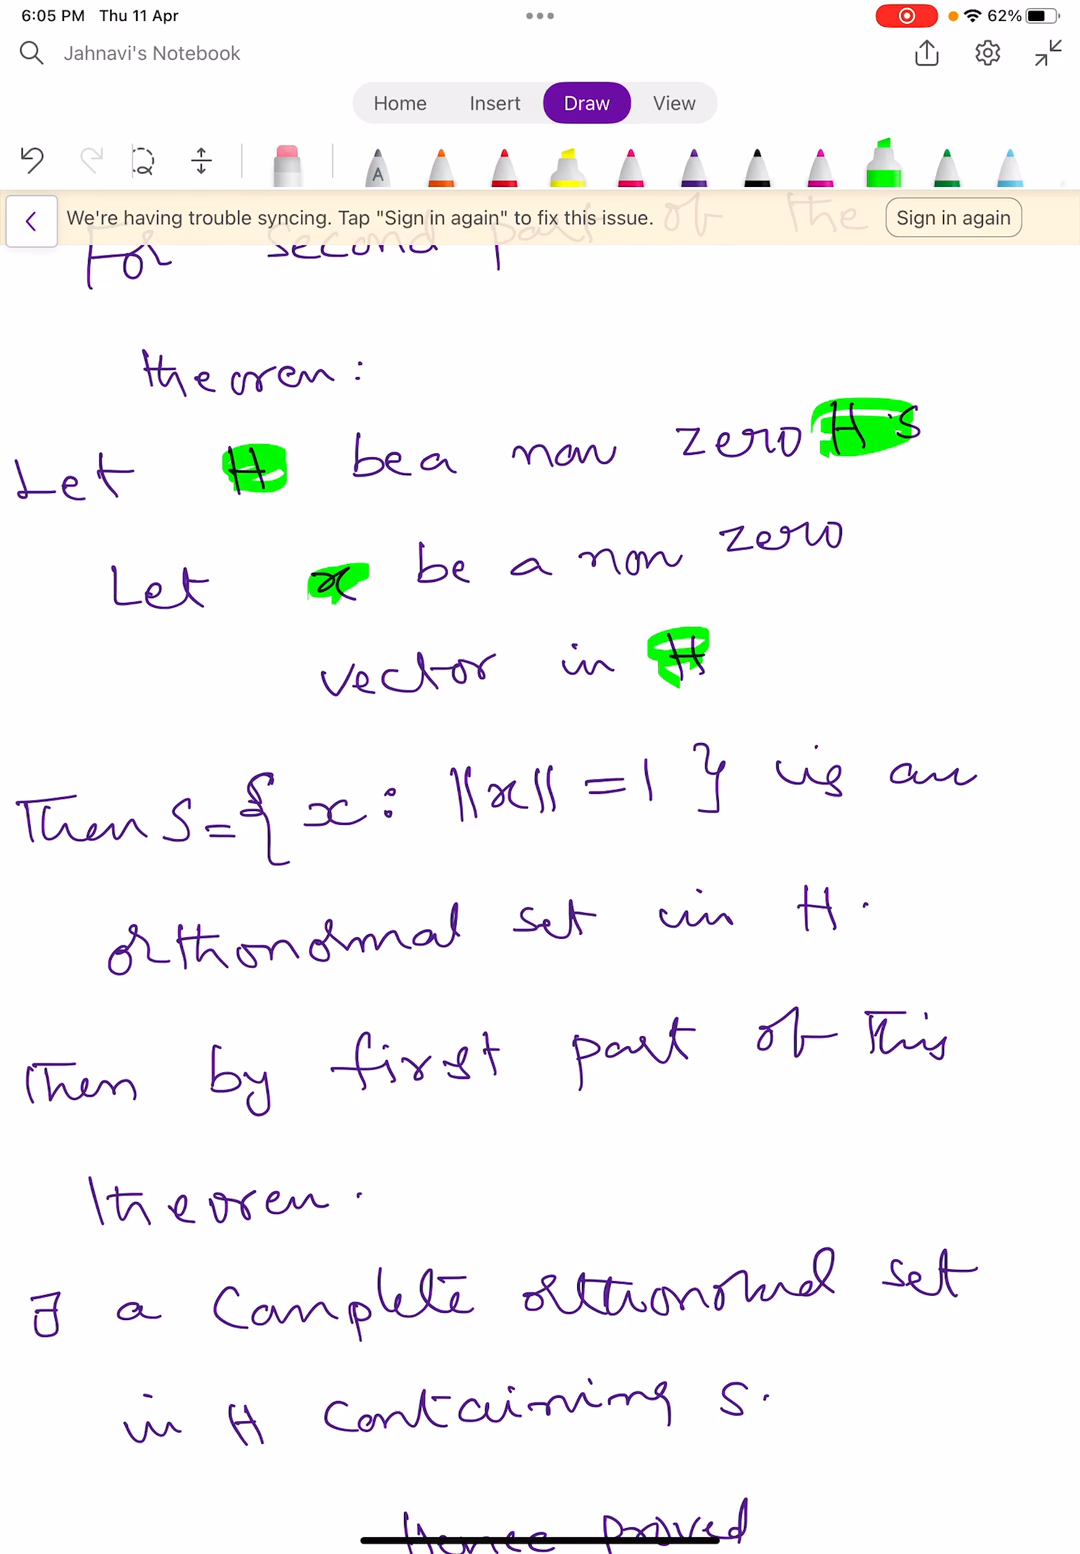 6:05 PM Thu 11 Apr
62%
Jahnavi's Notebook
Home Insert Draw View
A
We're having trouble syncing. Tap "Sign in again" to fix this issue.
Sign in again
For second part of the
theorem:
Let H be a non zero H.S
Let x be a non zero
vector in H
Then S = { x : ||x|| = 1 } is an
orthonormal set in H.
Then by first part of this
theorem.
∃ a complete orthonormal set
in H containing S.
Hence proved